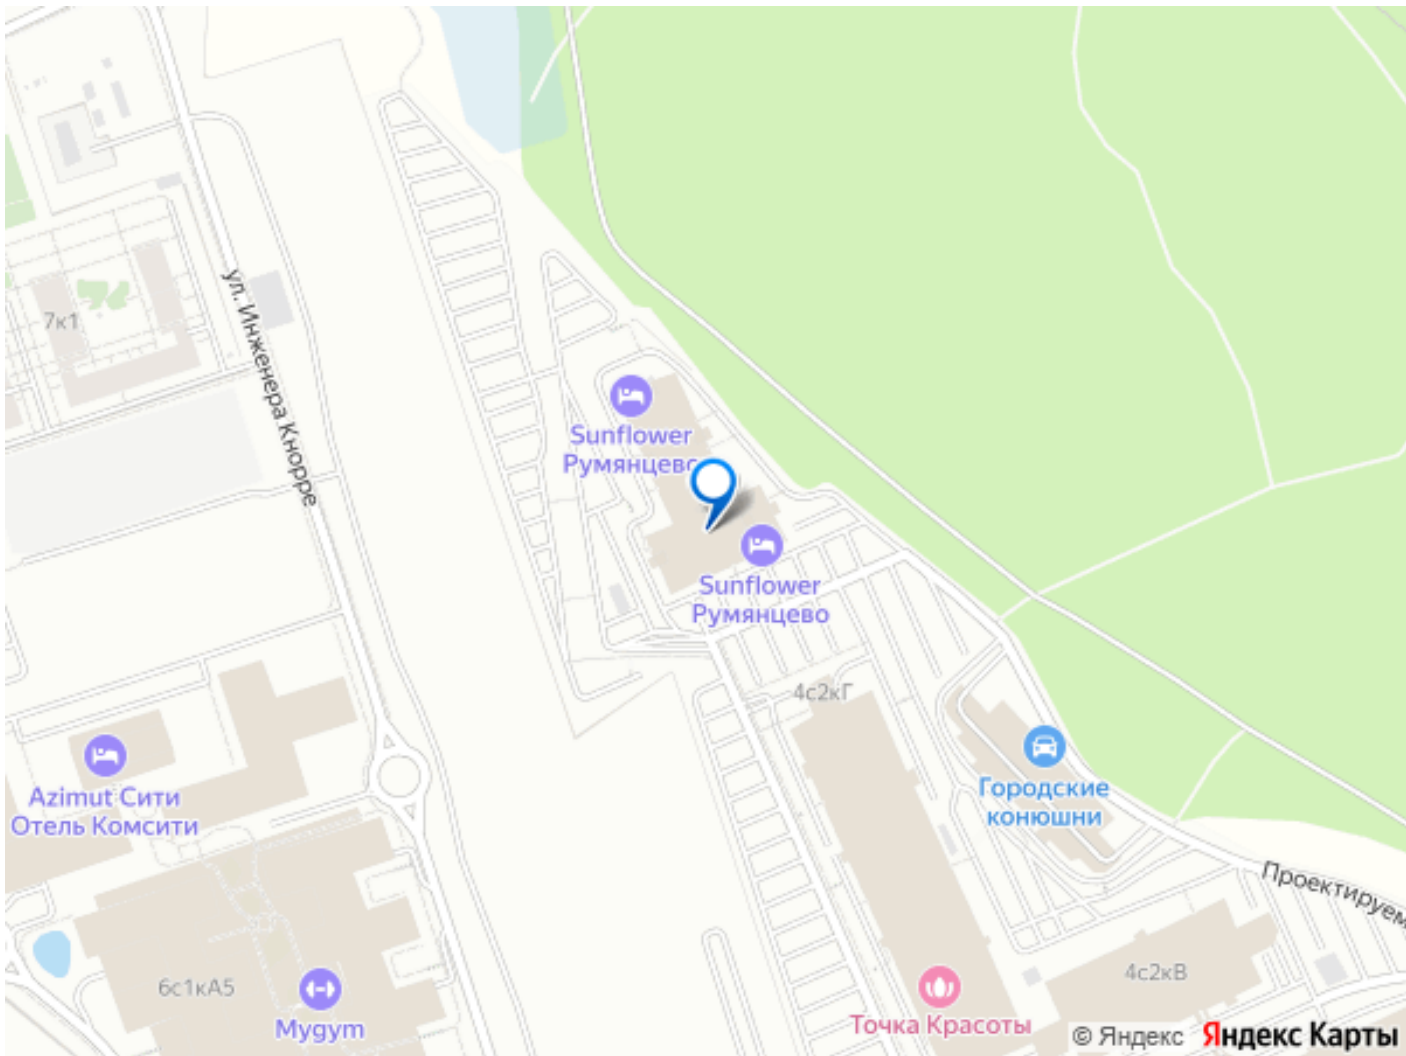 7к1
ул. Инженера Кнорре
Sunflower
Румянцево
Sunflower
Румянцево
4с2кГ
Azimut Сити
Отель Комсити
Городские
конюшни
Проектируем
6с1кА5
Mygym
Точка Красоты
4с2кВ
© Яндекс Яндекс Карты